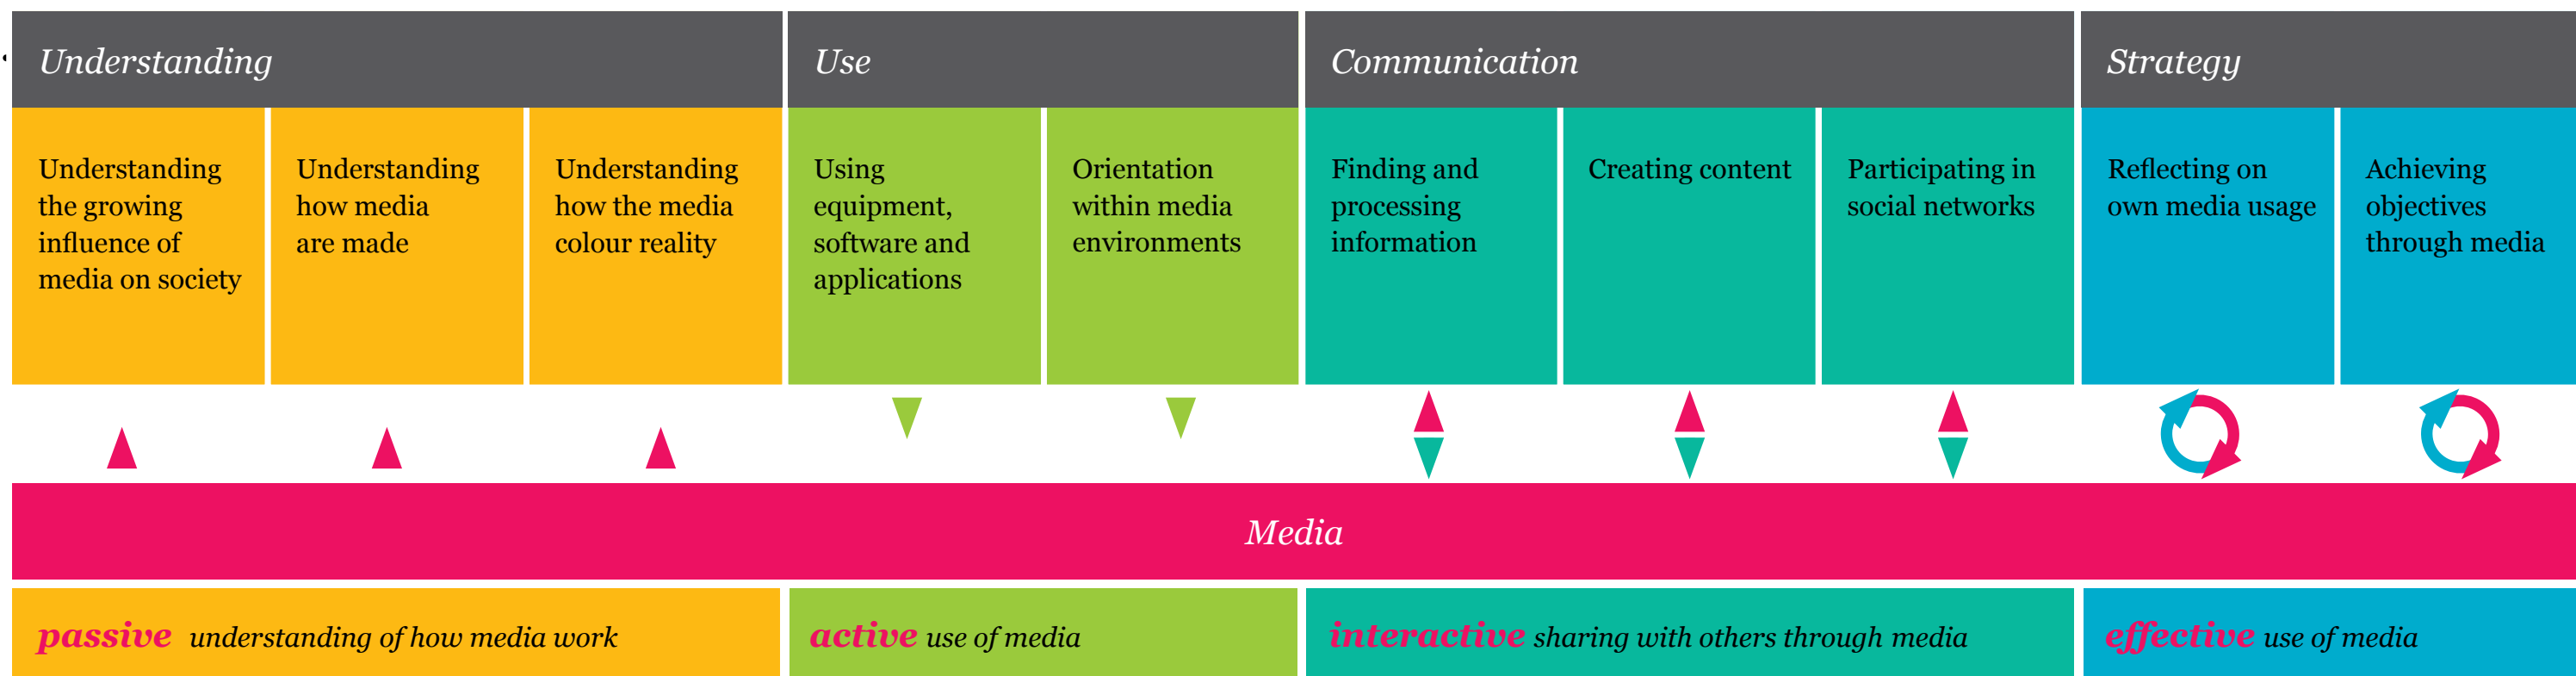 Understanding
Use
Communication
Strategy
Understanding
the growing
influence of
media on society
Understanding
how media
are made
Understanding
how the media
colour reality
Using
equipment,
software and
applications
Orientation
within media
environments
Finding and
processing
information
Creating content
Participating in
social networks
Reflecting on
own media usage
Achieving
objectives
through media
Media
passive understanding of how media work
active use of media
interactive sharing with others through media
effective use of media